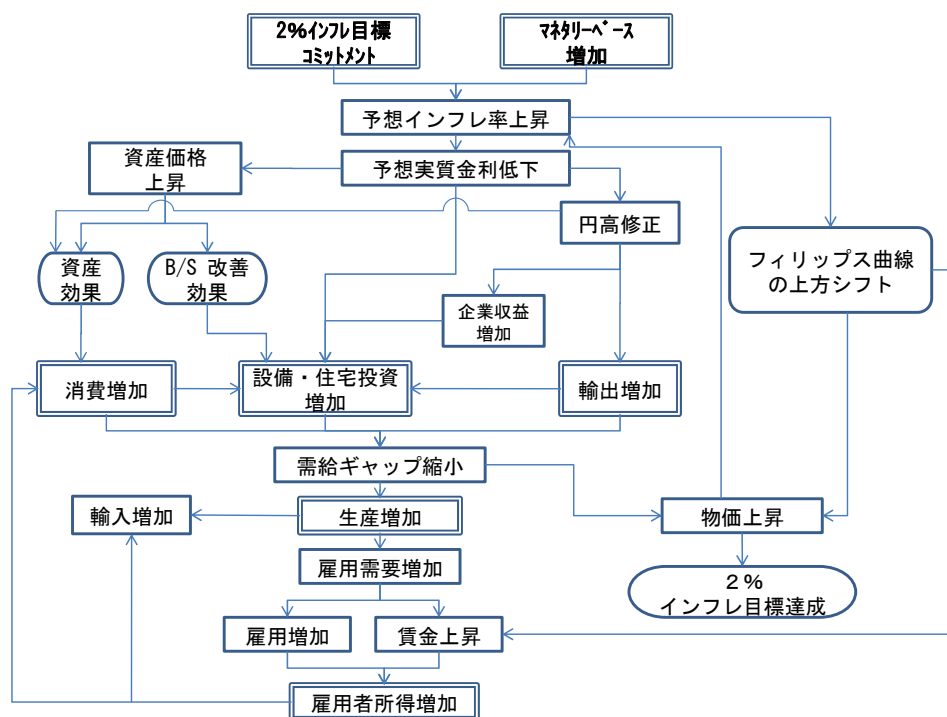 2%インフレ目標
コミットメント
マネタリーベース
増加
予想インフレ率上昇
資産価格
上昇
予想実質金利低下
円高修正
資産
効果
B/S 改善
効果
フィリップス曲線
の上方シフト
企業収益
増加
消費増加
設備・住宅投資
増加
輸出増加
需給ギャップ縮小
輸入増加
生産増加
物価上昇
雇用需要増加
2%
インフレ目標達成
雇用増加
賃金上昇
雇用者所得増加